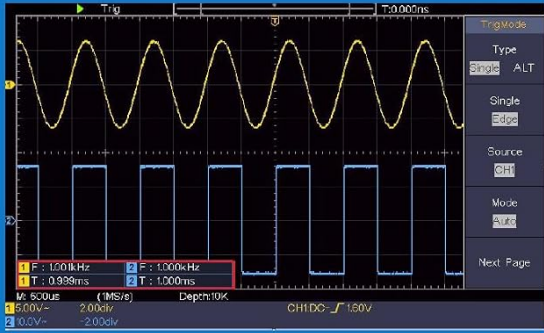 Trig T:0.000ns
TrigMode
Type
Single ALT
Single
Edge
Source
CH1
Mode
Auto
Next Page
1 F : 1.001kHz 2 F : 1.000kHz
1 T : 0.999ms 2 T : 1.000ms
M: 500us (1MS/s) Depth:10K
1 5.00V~ 2.00div CH1:DC- 1.60V
2 10.0V- -2.00div